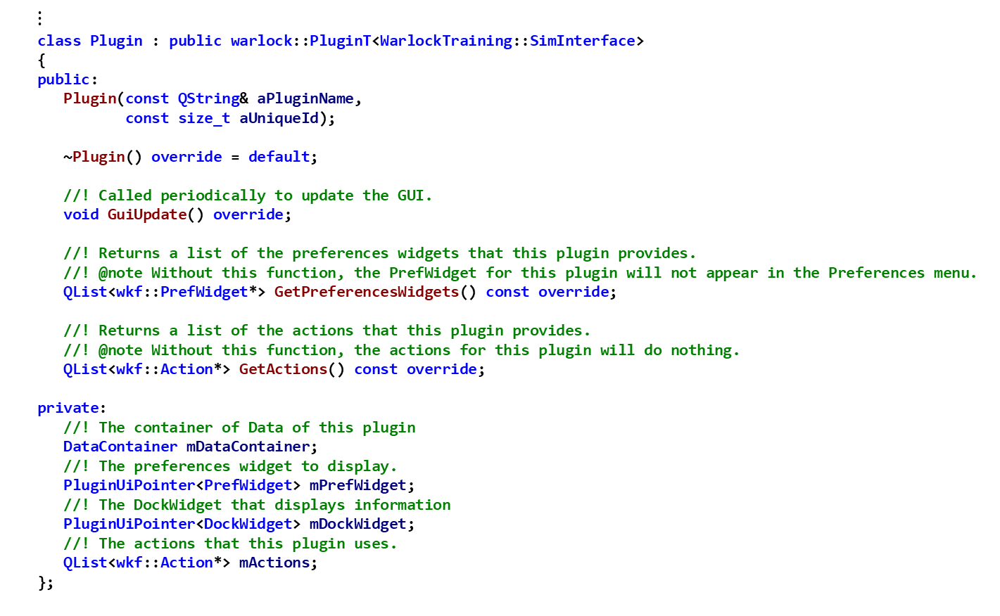 ⋮
class Plugin : public warlock::PluginT<WarlockTraining::SimInterface>
{
public:
   Plugin(const QString& aPluginName,
          const size_t aUniqueId);

   ~Plugin() override = default;

   //! Called periodically to update the GUI.
   void GuiUpdate() override;

   //! Returns a list of the preferences widgets that this plugin provides.
   //! @note Without this function, the PrefWidget for this plugin will not appear in the Preferences menu.
   QList<wkf::PrefWidget*> GetPreferencesWidgets() const override;

   //! Returns a list of the actions that this plugin provides.
   //! @note Without this function, the actions for this plugin will do nothing.
   QList<wkf::Action*> GetActions() const override;

private:
   //! The container of Data of this plugin
   DataContainer mDataContainer;
   //! The preferences widget to display.
   PluginUiPointer<PrefWidget> mPrefWidget;
   //! The DockWidget that displays information
   PluginUiPointer<DockWidget> mDockWidget;
   //! The actions that this plugin uses.
   QList<wkf::Action*> mActions;
};